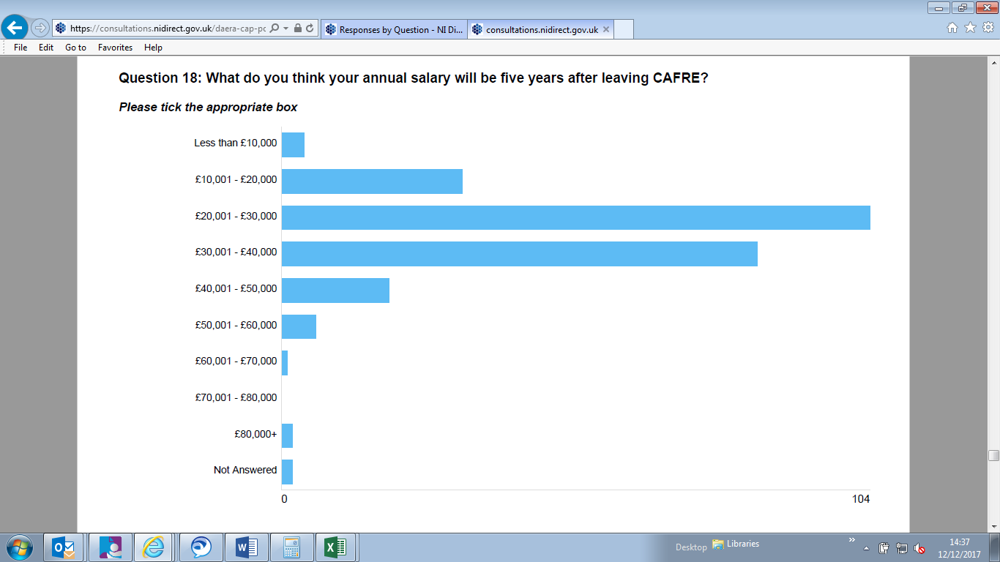 https://consultations.nidirect.gov.uk/daera-cap-pc
Responses by Question - NI Di...
consultations.nidirect.gov.uk
File Edit Go to Favorites Help
Question 18: What do you think your annual salary will be five years after leaving CAFRE?
Please tick the appropriate box
Less than £10,000
£10,001 - £20,000
£20,001 - £30,000
£30,001 - £40,000
£40,001 - £50,000
£50,001 - £60,000
£60,001 - £70,000
£70,001 - £80,000
£80,000+
Not Answered
0 104
Desktop Libraries
14:37
12/12/2017